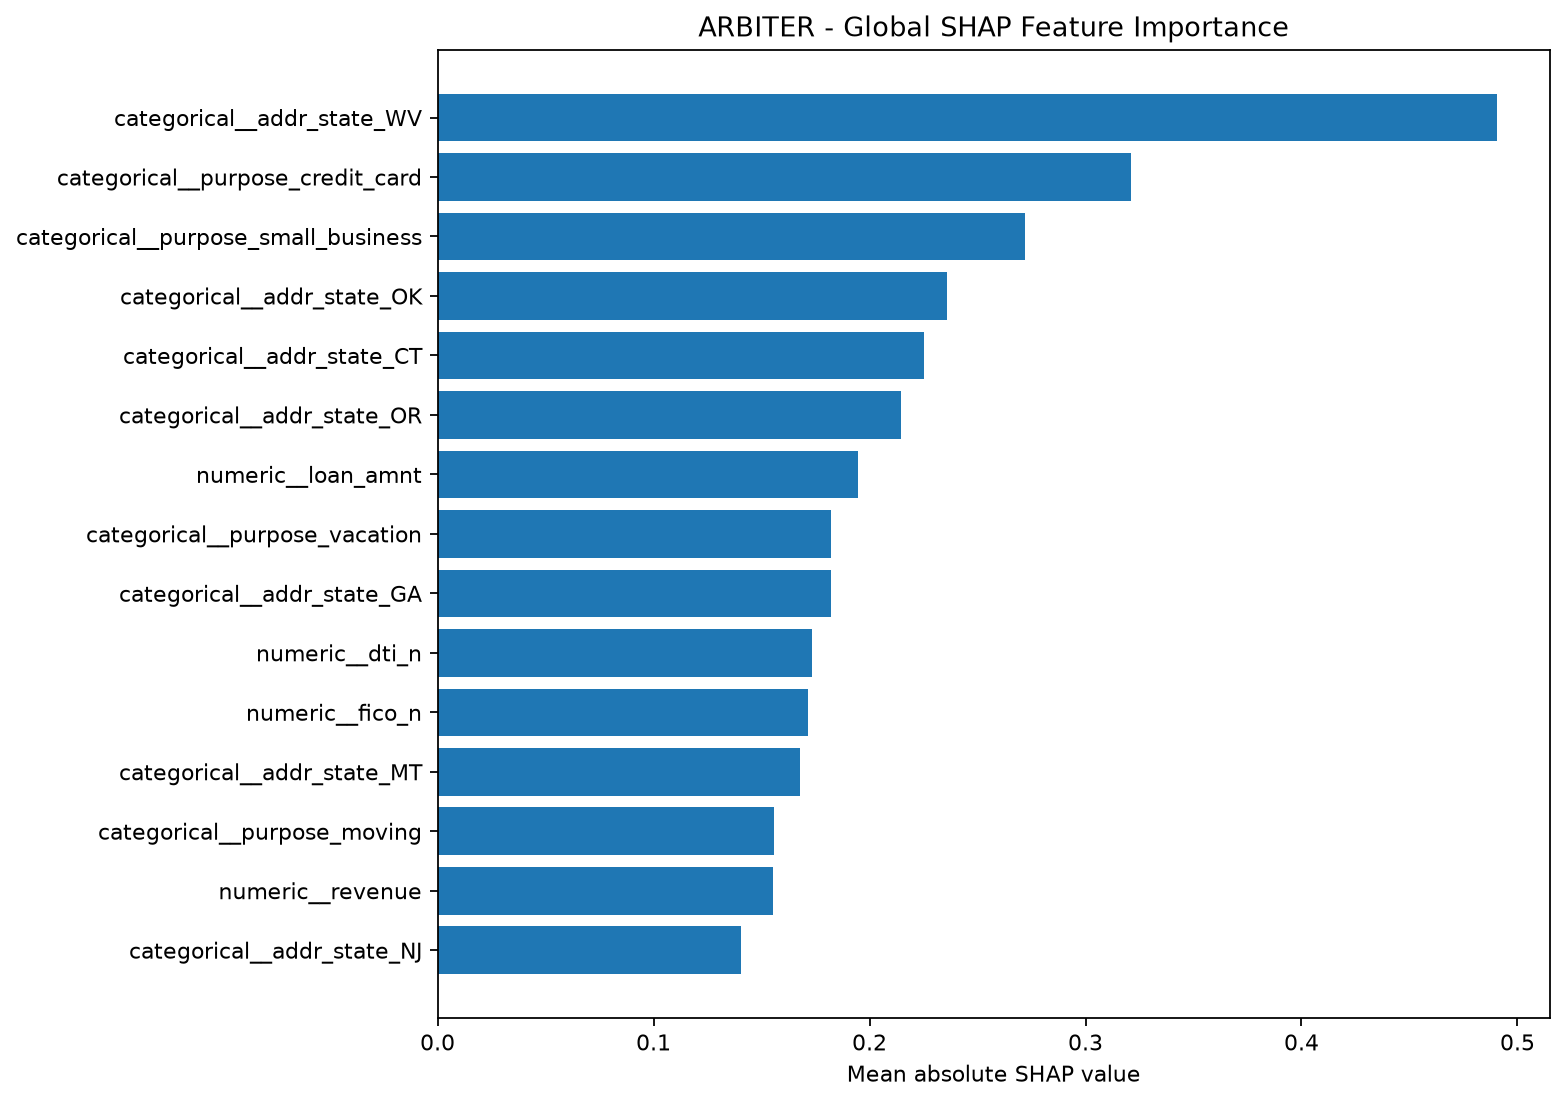 ARBITER - Global SHAP Feature Importance
categorical__addr_state_WV
categorical__purpose_credit_card
categorical__purpose_small_business
categorical__addr_state_OK
categorical__addr_state_CT
categorical__addr_state_OR
numeric__loan_amnt
categorical__purpose_vacation
categorical__addr_state_GA
numeric__dti_n
numeric__fico_n
categorical__addr_state_MT
categorical__purpose_moving
numeric__revenue
categorical__addr_state_NJ
0.0 0.1 0.2 0.3 0.4 0.5
Mean absolute SHAP value